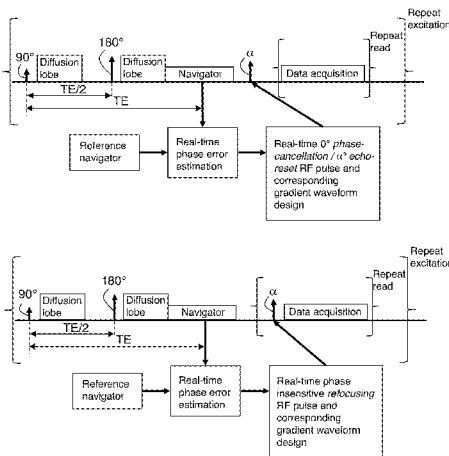 Repeat
excitation
Repeat
read
90°
180°
α
Diffusion
lobe
Diffusion
lobe
Navigator
Data acquisition
TE/2
TE
Reference
navigator
Real-time
phase error
estimation
Real-time 0° phase-
cancellation / α° echo-
reset RF pulse and
corresponding
gradient waveform
design
Repeat
excitation
Repeat
read
90°
180°
α
Diffusion
lobe
Diffusion
lobe
Navigator
Data acquisition
TE/2
TE
Reference
navigator
Real-time
phase error
estimation
Real-time phase
insensitive refocusing
RF pulse and
corresponding
gradient waveform
design